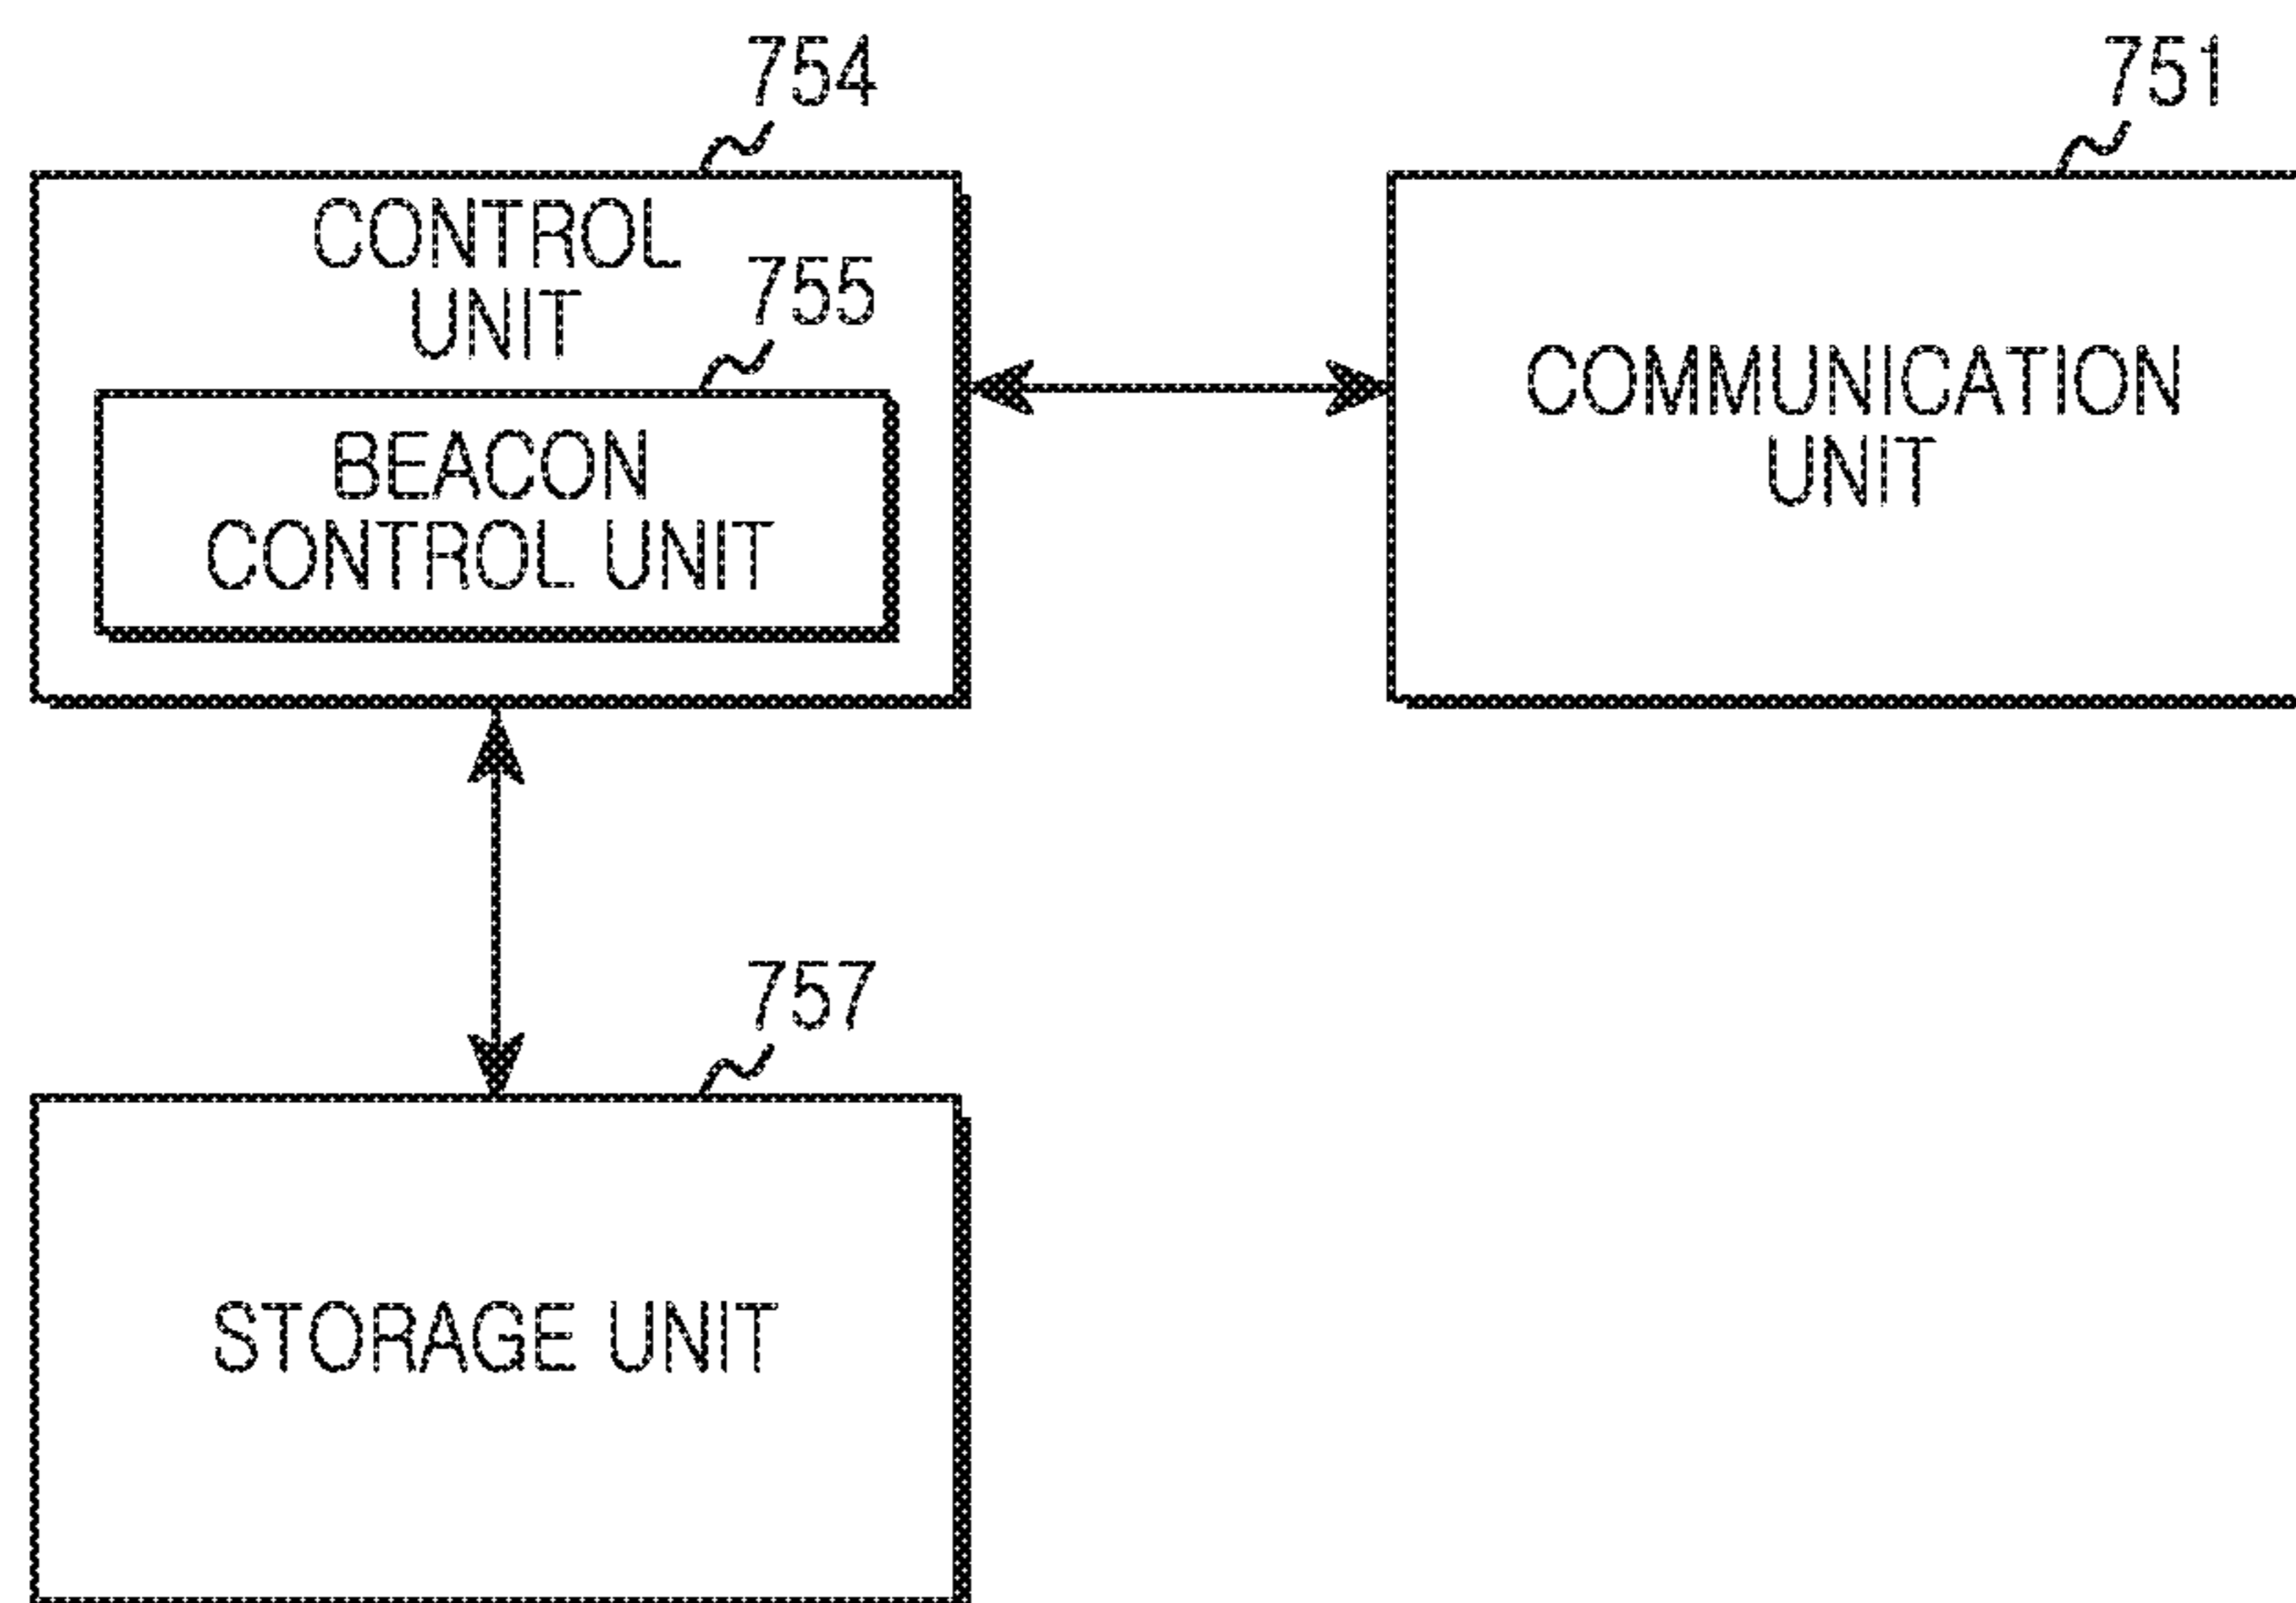 754
751
CONTROL
UNIT
755
BEACON
CONTROL UNIT
COMMUNICATION
UNIT
757
STORAGE UNIT